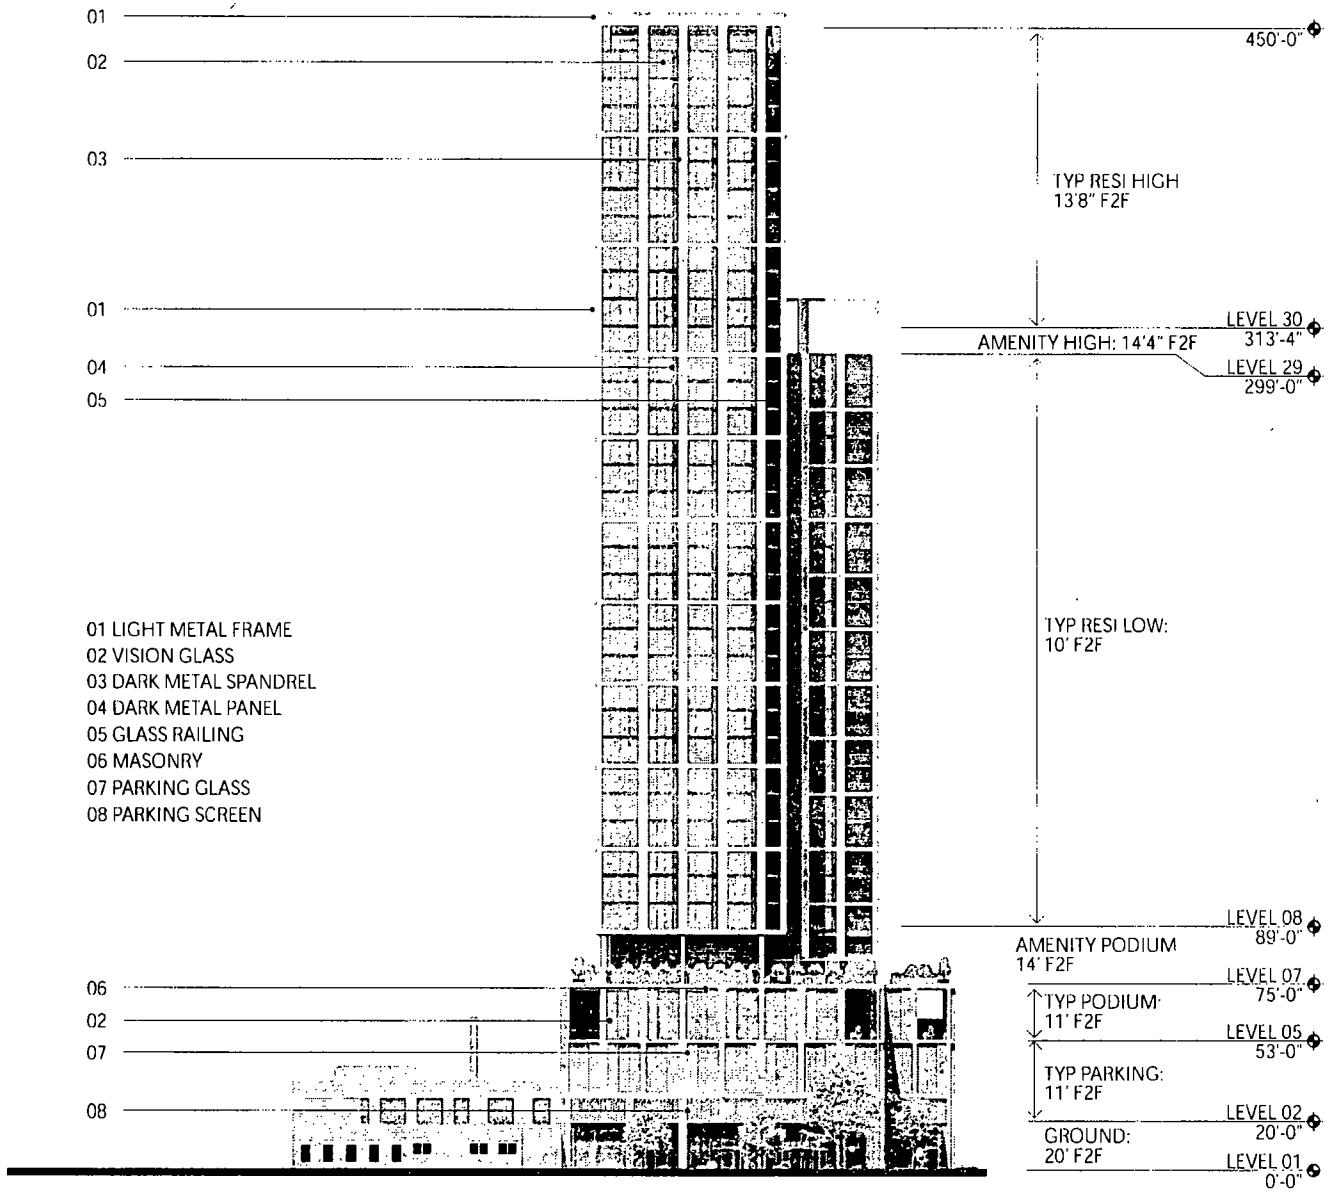 01
02
03
01
04
05
01 LIGHT METAL FRAME
02 VISION GLASS
03 DARK METAL SPANDREL
04 DARK METAL PANEL
05 GLASS RAILING
06 MASONRY
07 PARKING GLASS
08 PARKING SCREEN
06
02
07
08
450'-0"
TYP RESI HIGH
13'8" F2F
LEVEL 30
313'-4"
AMENITY HIGH: 14'4" F2F
LEVEL 29
299'-0"
TYP RESI LOW:
10' F2F
LEVEL 08
89'-0"
AMENITY PODIUM
14' F2F
LEVEL 07
75'-0"
TYP PODIUM:
11' F2F
LEVEL 05
53'-0"
TYP PARKING:
11' F2F
LEVEL 02
20'-0"
GROUND:
20' F2F
LEVEL 01
0'-0"